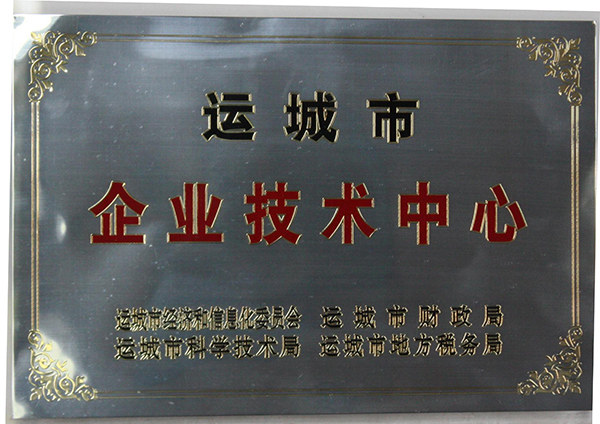 运城市
企业技术中心
运城市经济和信息化委员会 运城市财政局
运城市科学技术局 运城市地方税务局